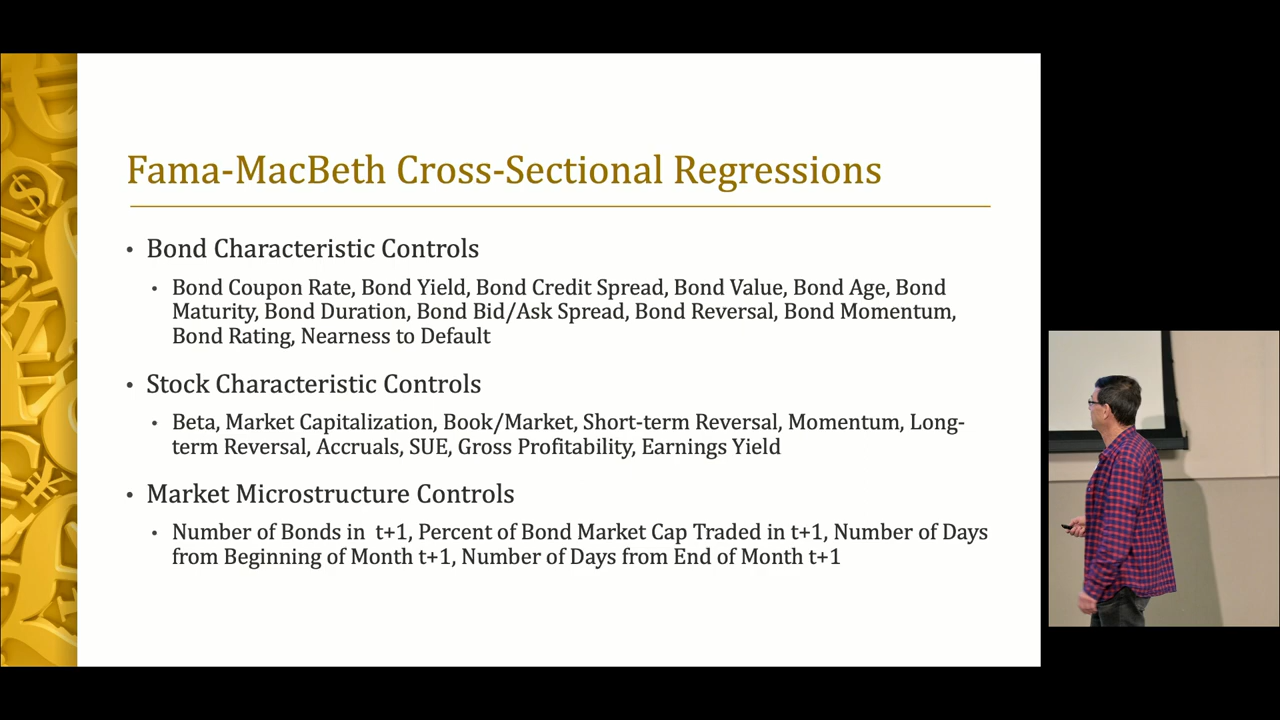 Fama-MacBeth Cross-Sectional Regressions
• Bond Characteristic Controls
• Bond Coupon Rate, Bond Yield, Bond Credit Spread, Bond Value, Bond Age, Bond
Maturity, Bond Duration, Bond Bid/Ask Spread, Bond Reversal, Bond Momentum,
Bond Rating, Nearness to Default
• Stock Characteristic Controls
• Beta, Market Capitalization, Book/Market, Short-term Reversal, Momentum, Long-
term Reversal, Accruals, SUE, Gross Profitability, Earnings Yield
• Market Microstructure Controls
• Number of Bonds in t+1, Percent of Bond Market Cap Traded in t+1, Number of Days
from Beginning of Month t+1, Number of Days from End of Month t+1